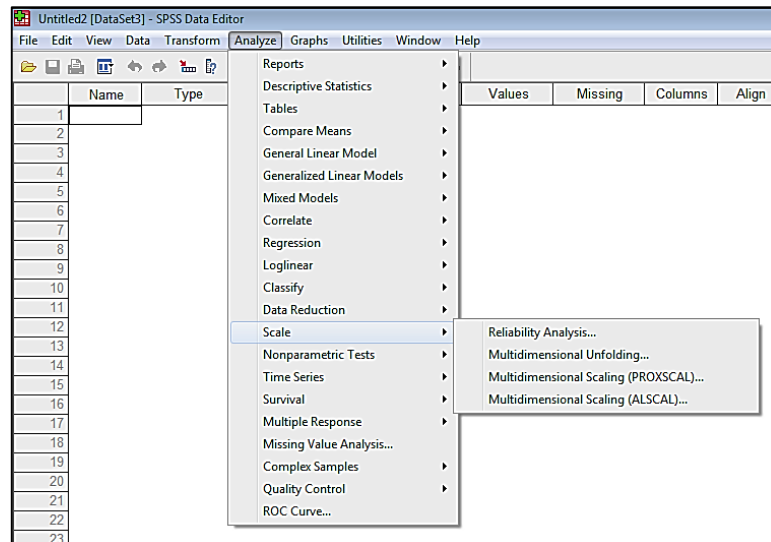 Untitled2 [DataSet3] - SPSS Data Editor
File Edit View Data Transform Analyze Graphs Utilities Window Help
Name Type Values Missing Columns Align
Reports
Descriptive Statistics
Tables
Compare Means
General Linear Model
Generalized Linear Models
Mixed Models
Correlate
Regression
Loglinear
Classify
Data Reduction
Scale
Nonparametric Tests
Time Series
Survival
Multiple Response
Missing Value Analysis...
Complex Samples
Quality Control
ROC Curve...
Reliability Analysis...
Multidimensional Unfolding...
Multidimensional Scaling (PROXSCAL)...
Multidimensional Scaling (ALSCAL)...
1
2
3
4
5
6
7
8
9
10
11
12
13
14
15
16
17
18
19
20
21
22
23